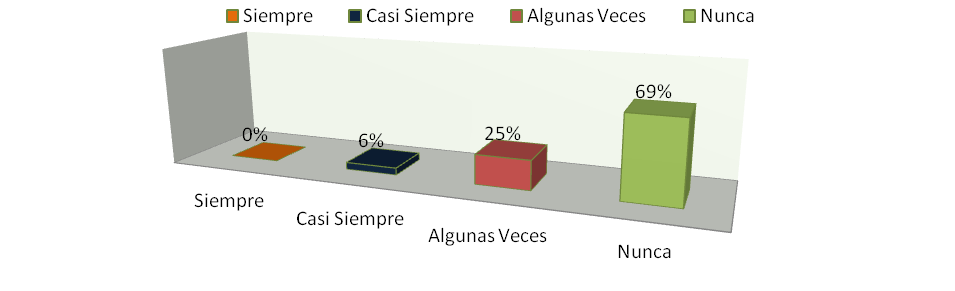 Siempre Casi Siempre Algunas Veces Nunca
69%
25%
6%
0%
Siempre
Casi Siempre
Algunas Veces
Nunca